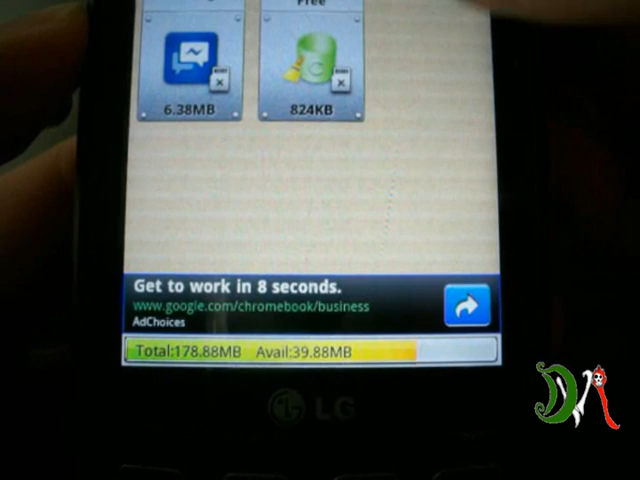 Free
6.38MB
824KB
Get to work in 8 seconds.
www.google.com/chromebook/business
AdChoices
Total:178.88MB Avail:39.88MB
LG